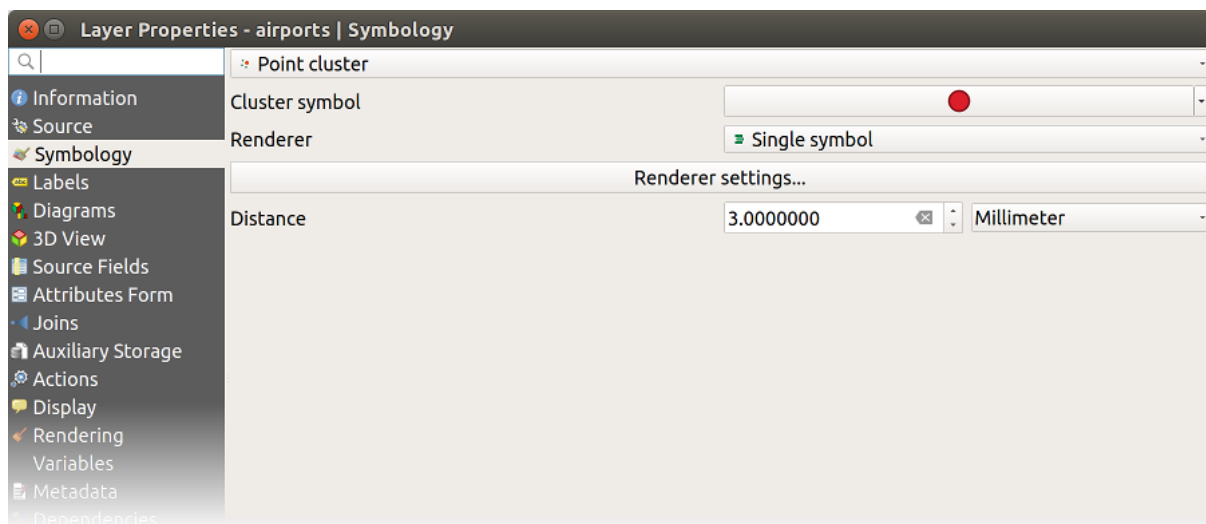 Layer Properties - airports | Symbology
Point cluster
Information
Cluster symbol
Source
Renderer
Single symbol
Symbology
Labels
Renderer settings...
Diagrams
Distance
3.0000000
Millimeter
3D View
Source Fields
Attributes Form
Joins
Auxiliary Storage
Actions
Display
Rendering
Variables
Metadata
Dependencies